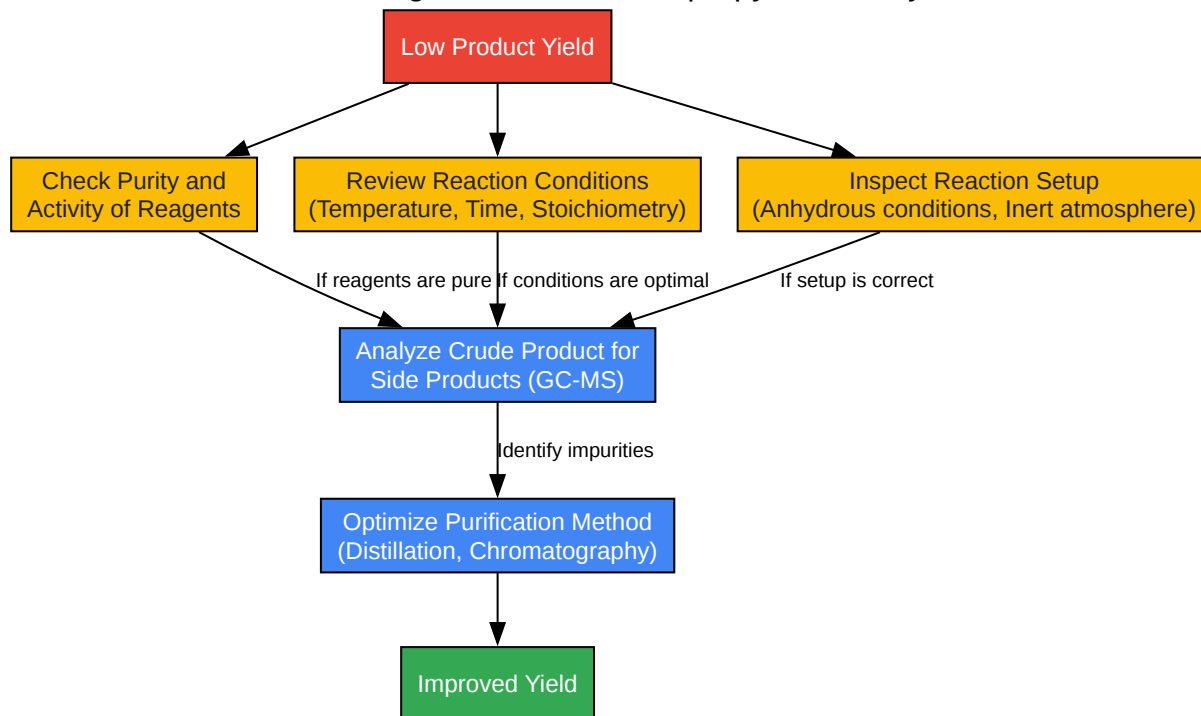 Low Product Yield
Check Purity and
Activity of Reagents
Review Reaction Conditions
(Temperature, Time, Stoichiometry)
Inspect Reaction Setup
(Anhydrous conditions, Inert atmosphere)
If reagents are pure
If conditions are optimal
If setup is correct
Analyze Crude Product for
Side Products (GC-MS)
Identify impurities
Optimize Purification Method
(Distillation, Chromatography)
Improved Yield